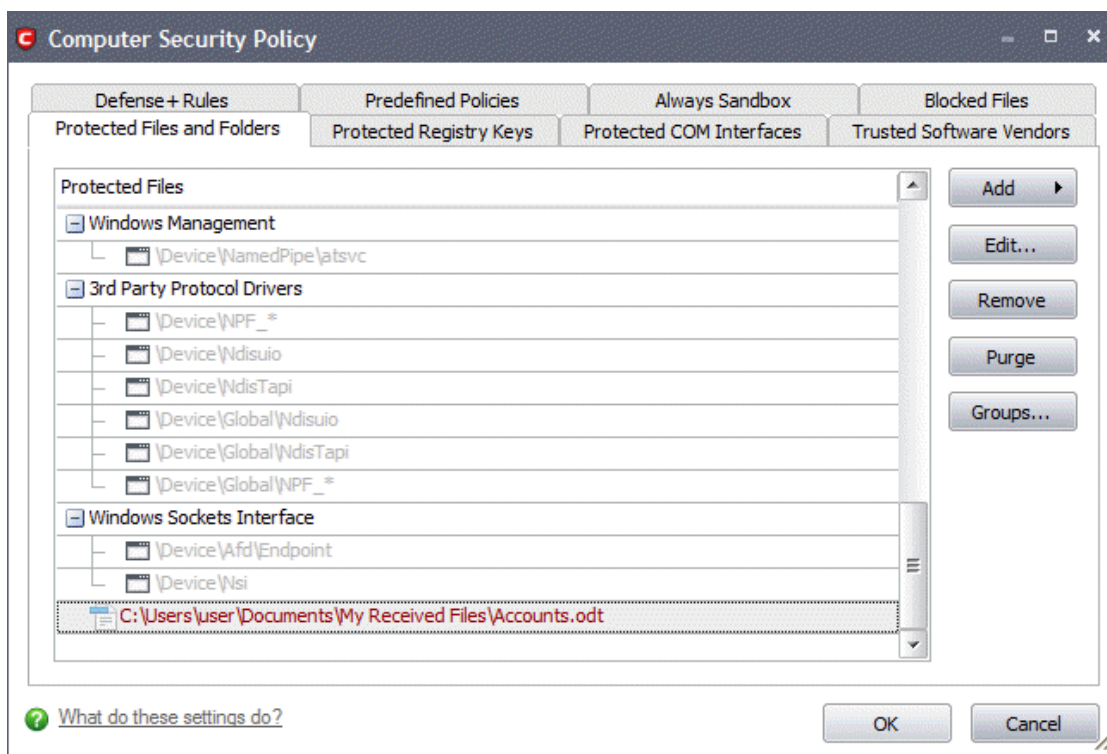 Computer Security Policy
Defense+ Rules
Predefined Policies
Always Sandbox
Blocked Files
Protected Files and Folders
Protected Registry Keys
Protected COM Interfaces
Trusted Software Vendors
Protected Files
Windows Management
\Device\NamedPipe\atsvc
3rd Party Protocol Drivers
\Device\NPF_*
\Device\Ndisuio
\Device\NdisTapi
\Device\Global\Ndisuio
\Device\Global\NdisTapi
\Device\Global\NPF_*
Windows Sockets Interface
\Device\Afd\Endpoint
\Device\Nsi
C:\Users\user\Documents\My Received Files\Accounts.odt
Add
Edit...
Remove
Purge
Groups...
What do these settings do?
OK
Cancel